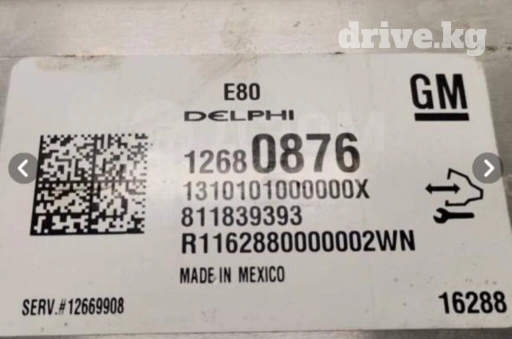 drive.kg
E80
GM
DELPHI
12680876
1310101000000X
811839393
R1162880000002WN
MADE IN MEXICO
SERV.#12669908
16288